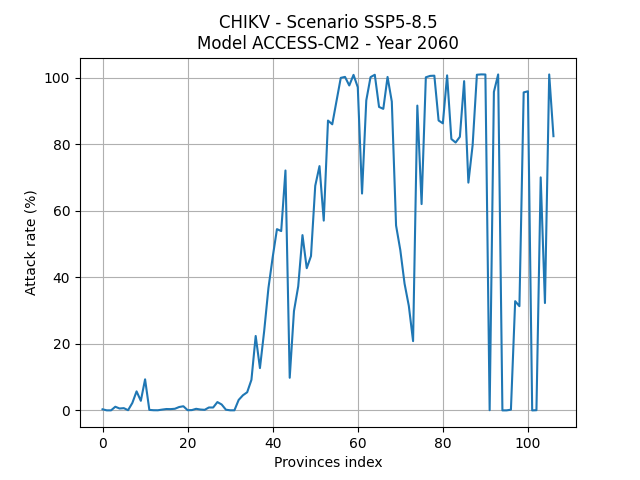 CHIKV - Scenario SSP5-8.5
Model ACCESS-CM2 - Year 2060
Attack rate (%)
100
80
60
40
20
0
0 20 40 60 80 100
Provinces index